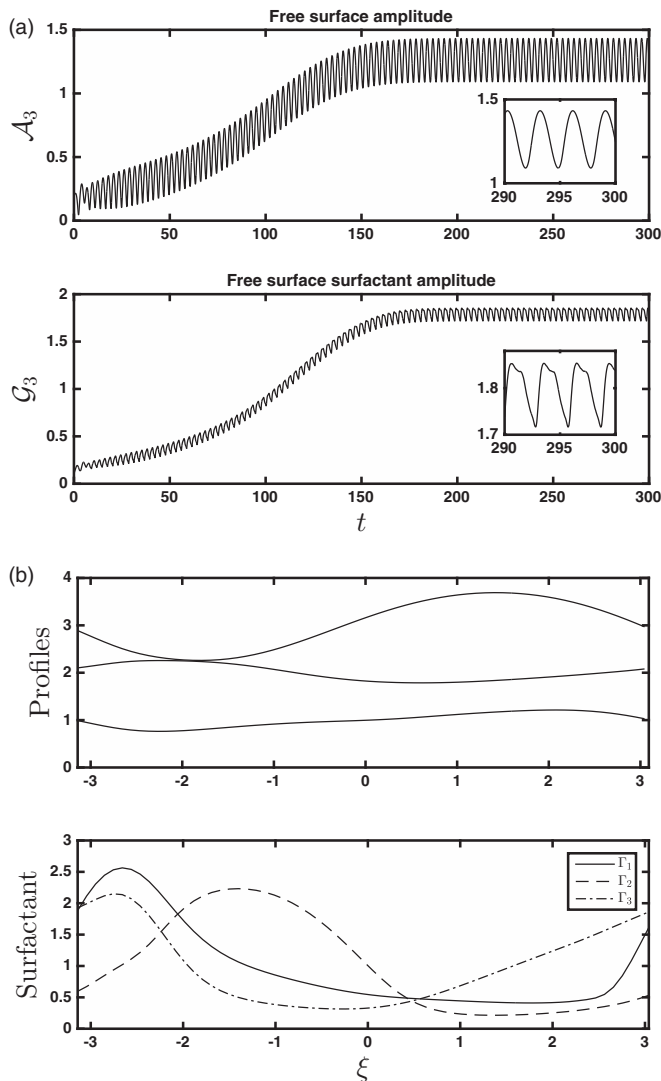 (a)
Free surface amplitude
1.5
1
0.5
0
𝒜₃
0 50 100 150 200 250 300
1.5
1
290 295 300
Free surface surfactant amplitude
2
1.5
1
0.5
0
𝒢₃
0 50 100 150 200 250 300
1.8
1.7
290 295 300
t
(b)
4
3
2
1
0
Profiles
-3 -2 -1 0 1 2 3
3
2.5
2
1.5
1
0.5
0
Surfactant
Γ₁
Γ₂
Γ₃
-3 -2 -1 0 1 2 3
ξ